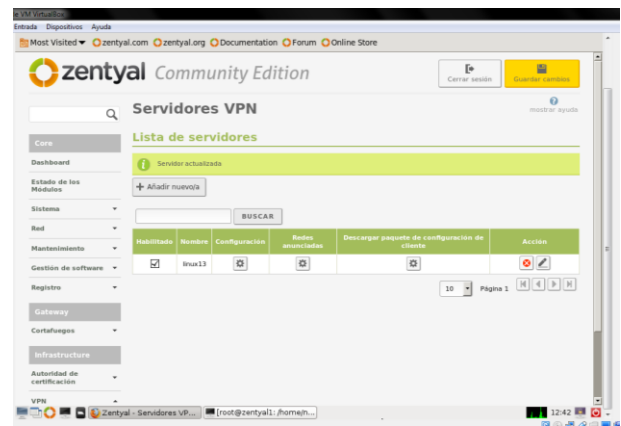 e VM VirtualBox
Entrada Dispositivos Ayuda
Most Visited zentyal.com zentyal.org Documentation Forum Online Store
zentyal Community Edition
Cerrar sesión
Guardar cambios
Servidores VPN
mostrar ayuda
Core
Lista de servidores
Dashboard
Servidor actualizada
Estado de los Módulos
+ Añadir nuevo/a
Sistema
BUSCAR
Red
Habilitado Nombre Configuración Redes anunciadas Descargar paquete de configuración de cliente Acción
Mantenimiento
linux13
Gestión de software
10 Página 1
Registro
Gateway
Cortafuegos
Infrastructure
Autoridad de certificación
VPN
Zentyal - Servidores VP... [root@zentyal1: /home/n... 12:42